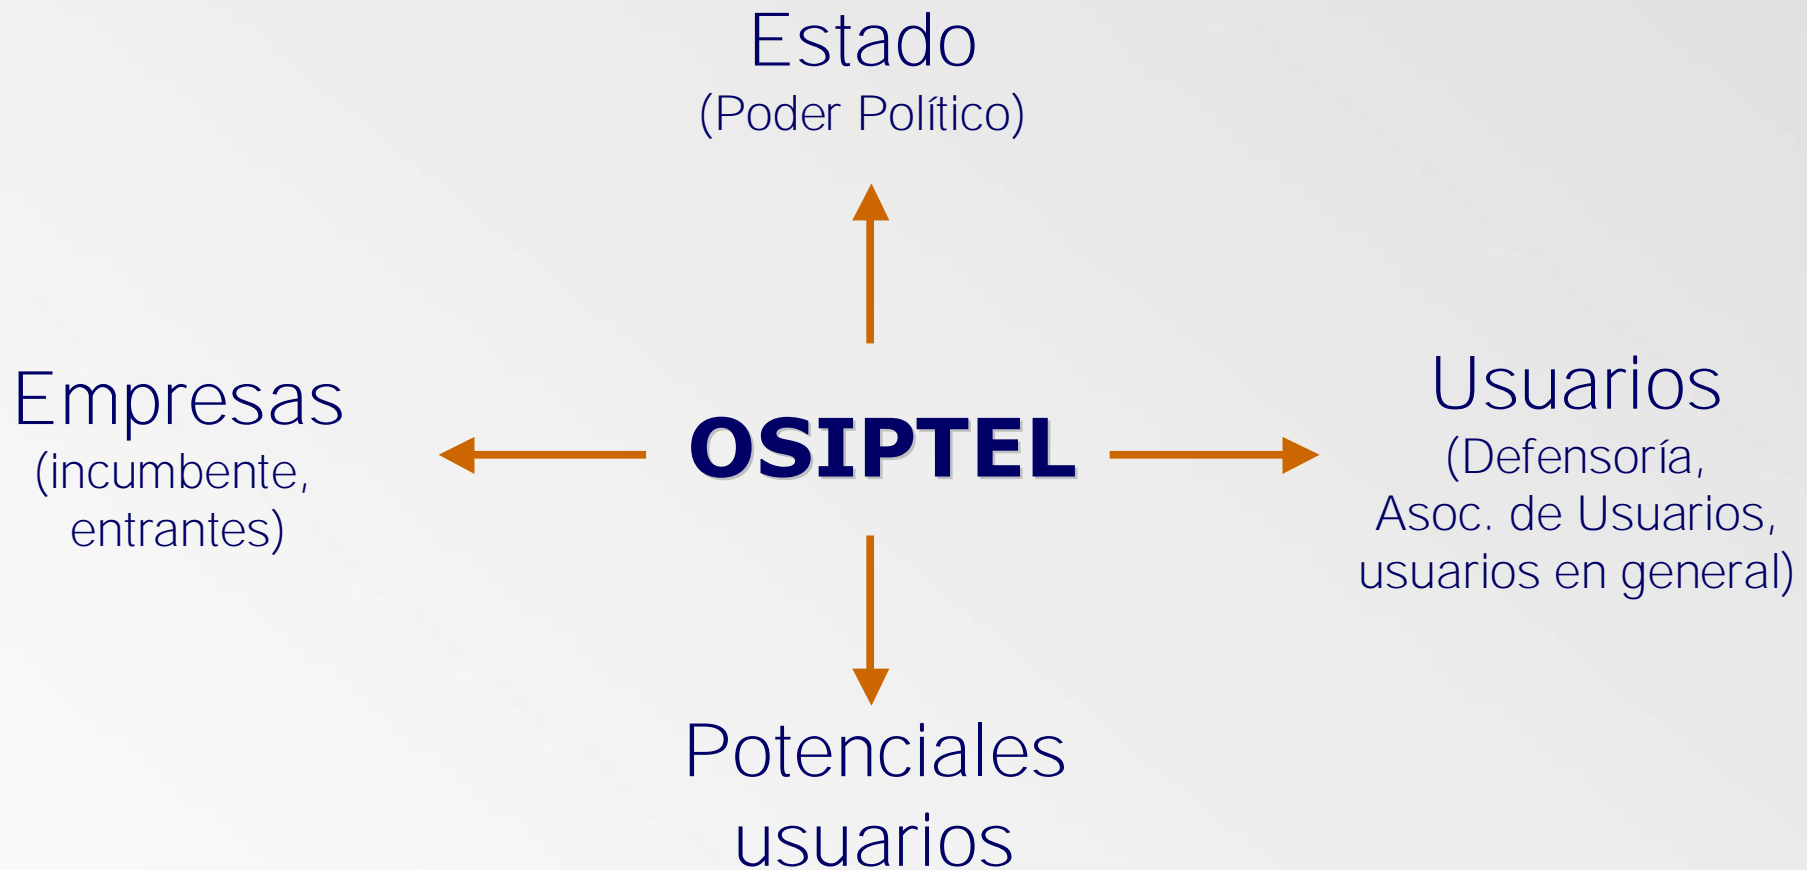 Estado
(Poder Político)
Empresas
(incumbente,
entrantes)
OSIPTEL
Usuarios
(Defensoría,
Asoc. de Usuarios,
usuarios en general)
Potenciales
usuarios